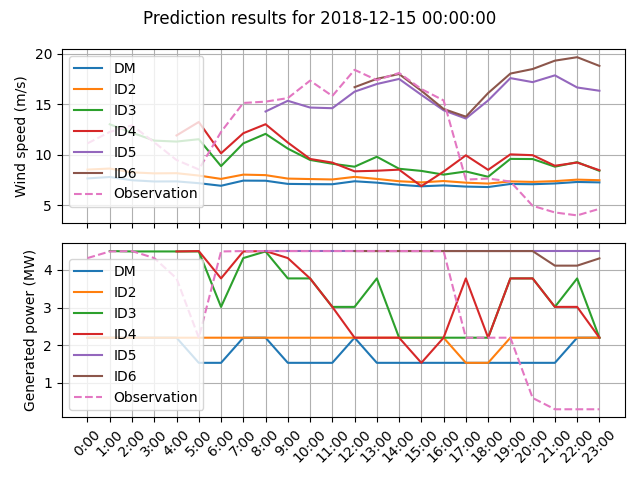 Prediction results for 2018-12-15 00:00:00
Wind speed (m/s)
20
15
10
5
DM
ID2
ID3
ID4
ID5
ID6
Observation
Generated power (MW)
4
3
2
1
DM
ID2
ID3
ID4
ID5
ID6
Observation
0:00
1:00
2:00
3:00
4:00
5:00
6:00
7:00
8:00
9:00
10:00
11:00
12:00
13:00
14:00
15:00
16:00
17:00
18:00
19:00
20:00
21:00
22:00
23:00